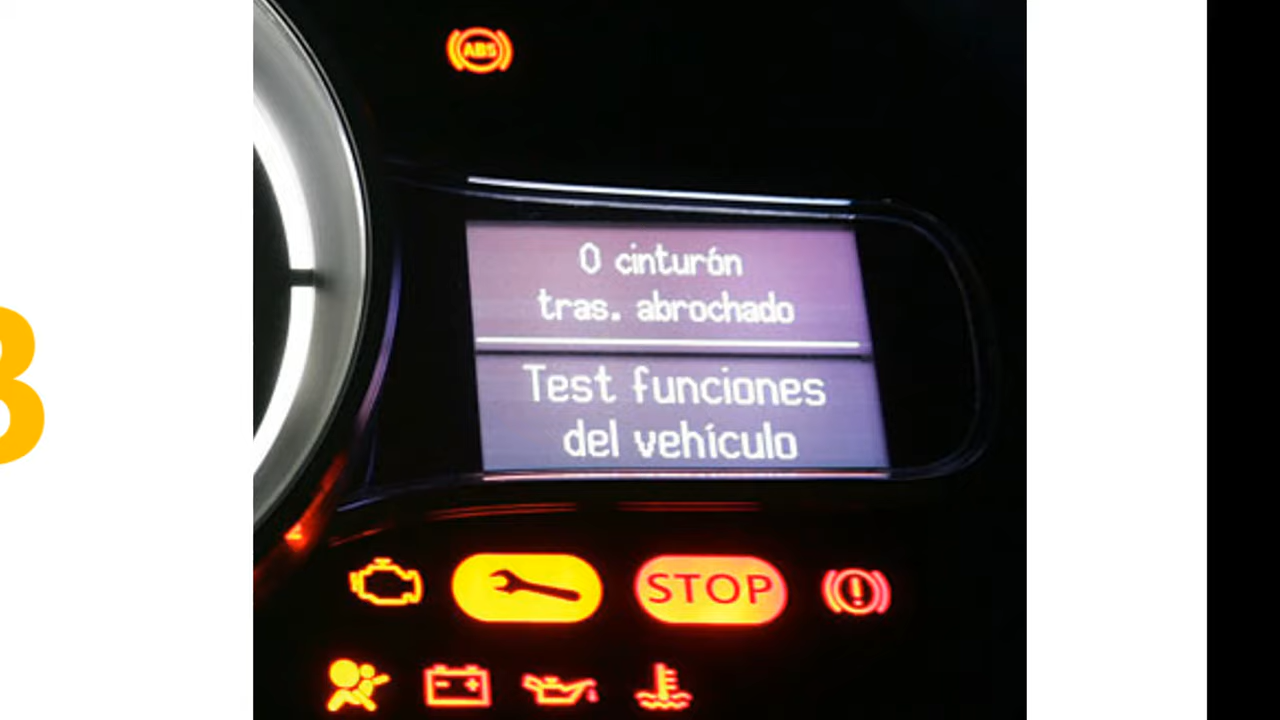 ABS
0 cinturón
tras. abrochado
Test funciones
del vehículo
STOP